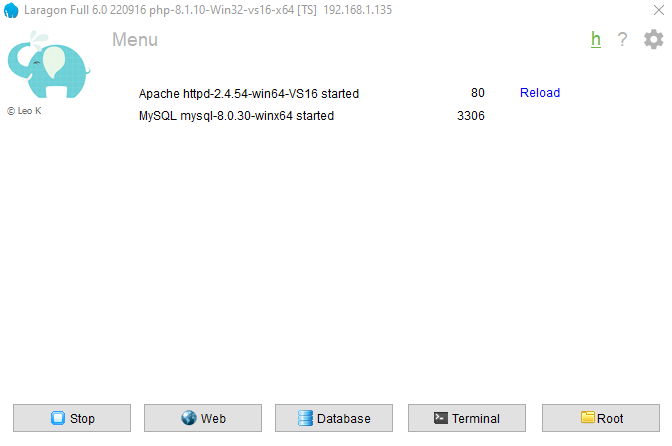 Laragon Full 6.0 220916 php-8.1.10-Win32-vs16-x64 [TS]  192.168.1.135
Menu h ?
© Leo K
Apache httpd-2.4.54-win64-VS16 started 80 Reload
MySQL mysql-8.0.30-winx64 started 3306
Stop Web Database Terminal Root